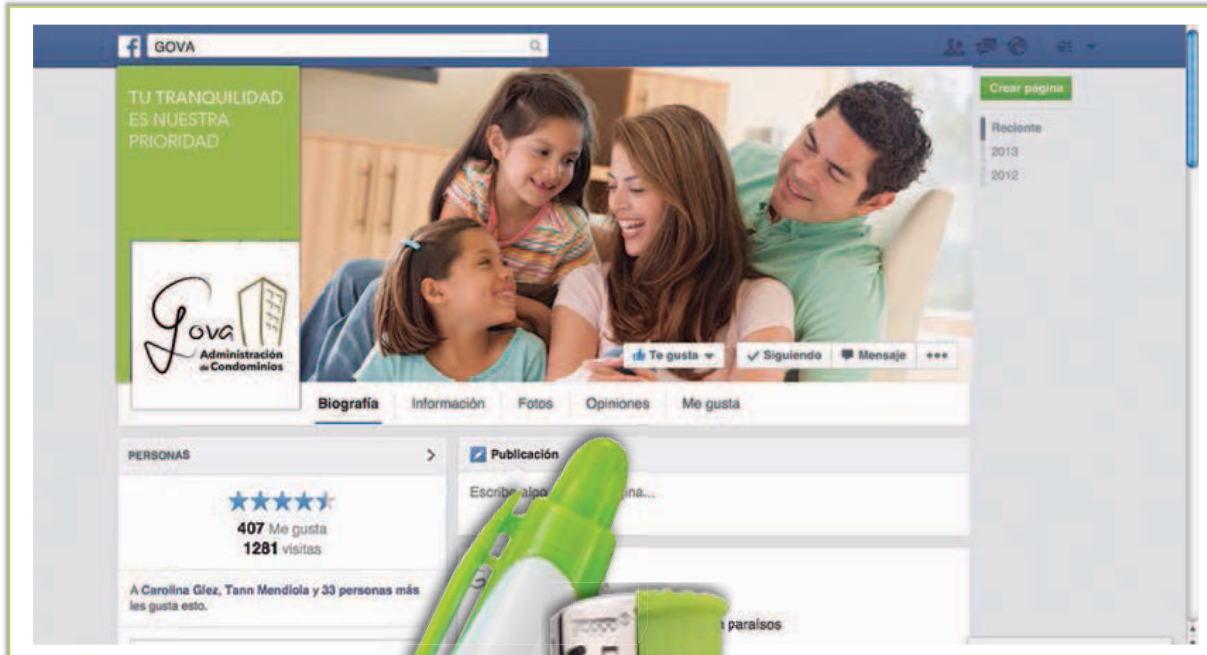 GOVA
TU TRANQUILIDAD
ES NUESTRA
PRIORIDAD
Crear página
Reciente
2013
2012
Gova
Administración
de Condominios
Te gusta
Siguiendo
Mensaje
Biografía
Información
Fotos
Opiniones
Me gusta
PERSONAS
407 Me gusta
1281 visitas
A Carolina Glez, Tann Mendiola y 33 personas más
les gusta esto.
Publicación
Escribe algo
paraísos